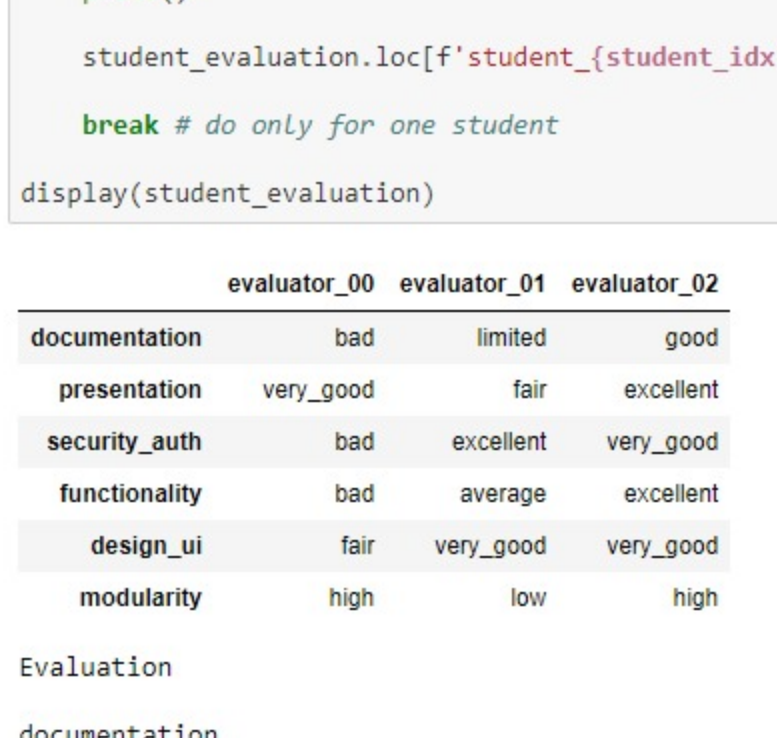 student_evaluation.loc[f'student_{student_idx
break # do only for one student
display(student_evaluation)
evaluator_00 evaluator_01 evaluator_02
documentation bad limited good
presentation very_good fair excellent
security_auth bad excellent very_good
functionality bad average excellent
design_ui fair very_good very_good
modularity high low high
Evaluation
documentation